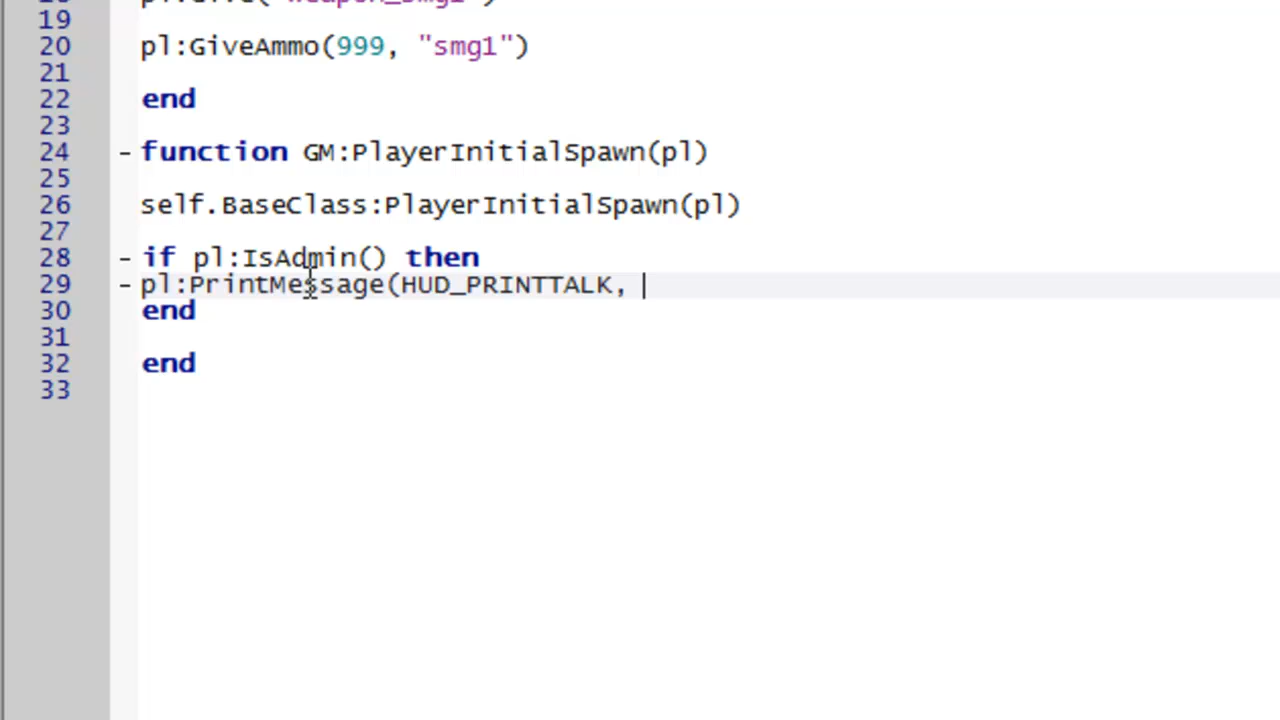 19
20 pl:GiveAmmo(999, "smg1")
21
22 end
23
24 -function GM:PlayerInitialSpawn(pl)
25
26 self.BaseClass:PlayerInitialSpawn(pl)
27
28 -if pl:IsAdmin() then
29 -pl:PrintMessage(HUD_PRINTTALK,
30 end
31
32 end
33